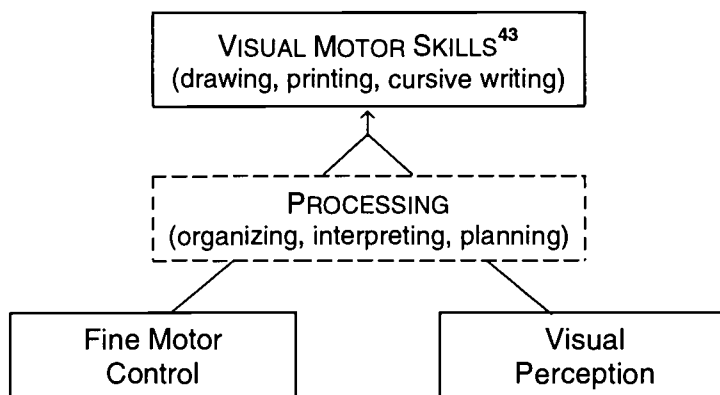 VISUAL MOTOR SKILLS43
(drawing, printing, cursive writing)
PROCESSING
(organizing, interpreting, planning)
Fine Motor
Control
Visual
Perception